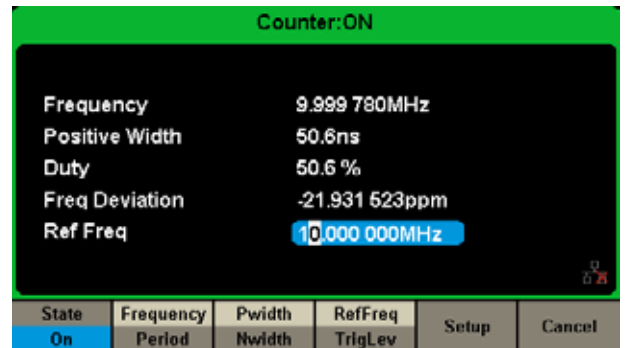 Counter:ON
Frequency 9.999 780MHz
Positive Width 50.6ns
Duty 50.6 %
Freq Deviation -21.931 523ppm
Ref Freq 10.000 000MHz
State Frequency Pwidth RefFreq Setup Cancel
On Period Nwidth TrigLev